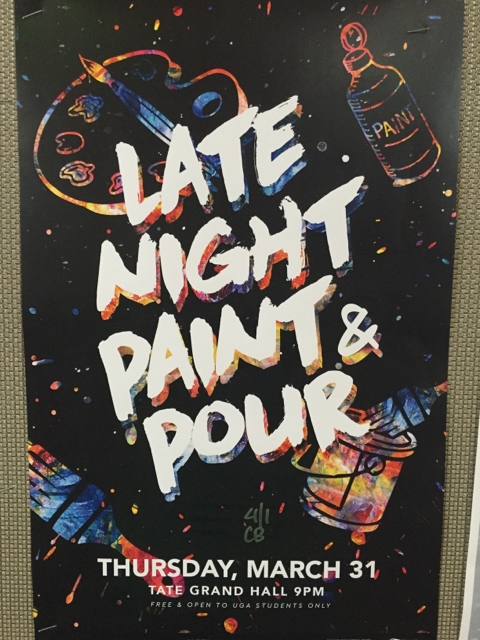 PAINT
LATE
NIGHT
PAINT &
POUR
4/1
CB
THURSDAY, MARCH 31
TATE GRAND HALL 9PM
FREE & OPEN TO UGA STUDENTS ONLY